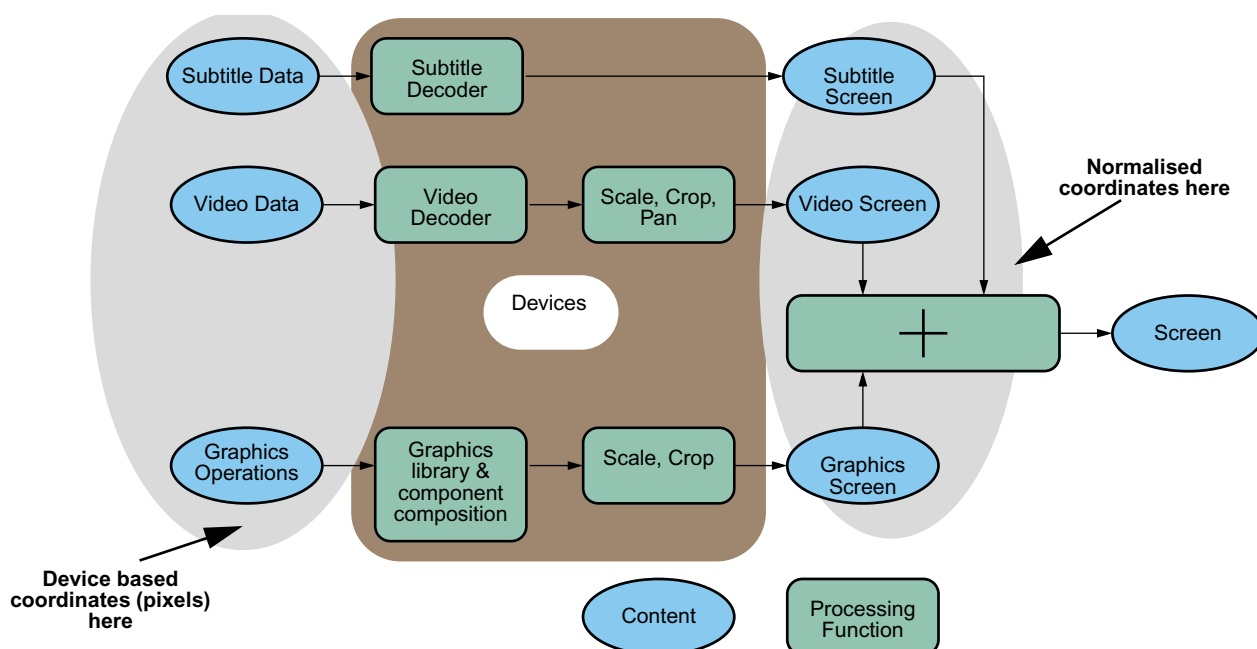 Subtitle Data
Subtitle
Decoder
Subtitle
Screen
Normalised
coordinates here
Video Data
Video
Decoder
Scale, Crop,
Pan
Video Screen
Devices
+
Screen
Graphics
Operations
Graphics
library &
component
composition
Scale, Crop
Graphics
Screen
Device based
coordinates (pixels)
here
Content
Processing
Function